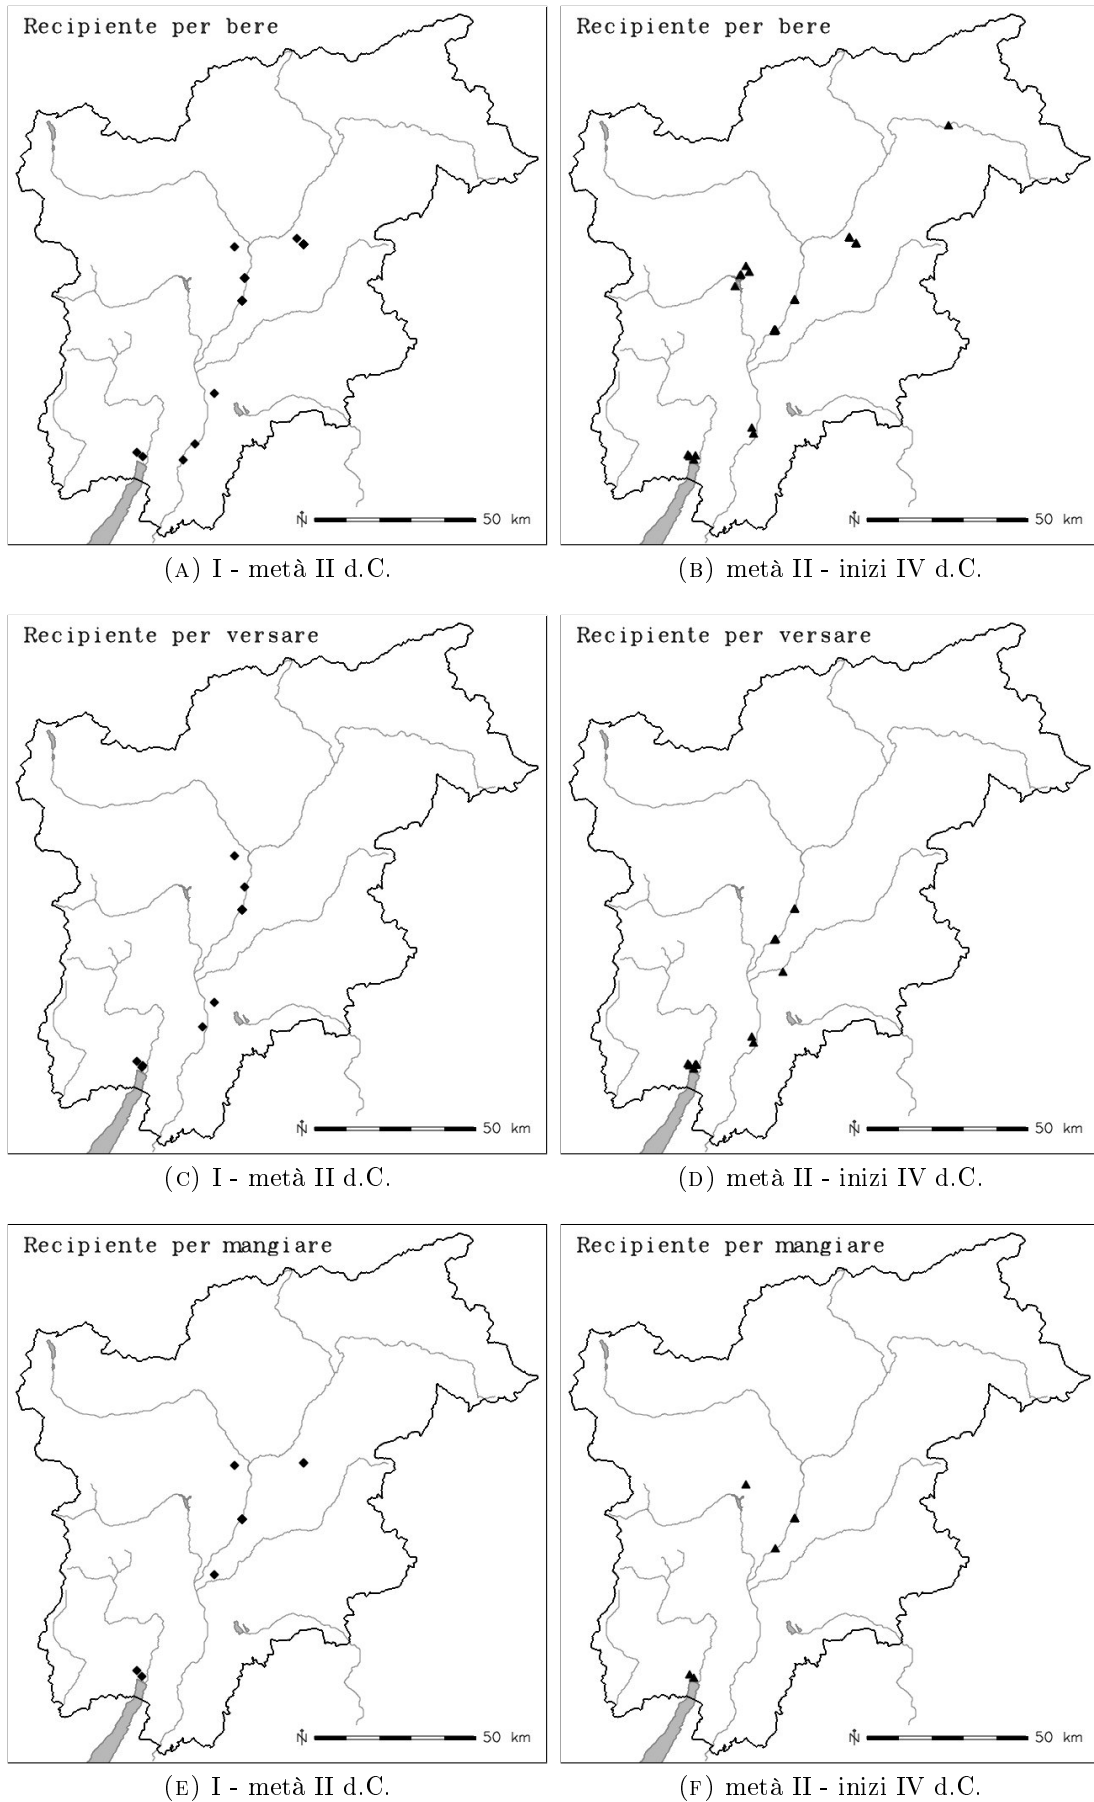 Recipiente per bere
N 50 km
(A) I - metà II d.C.
Recipiente per bere
N 50 km
(B) metà II - inizi IV d.C.
Recipiente per versare
N 50 km
(C) I - metà II d.C.
Recipiente per versare
N 50 km
(D) metà II - inizi IV d.C.
Recipiente per mangiare
N 50 km
(E) I - metà II d.C.
Recipiente per mangiare
N 50 km
(F) metà II - inizi IV d.C.